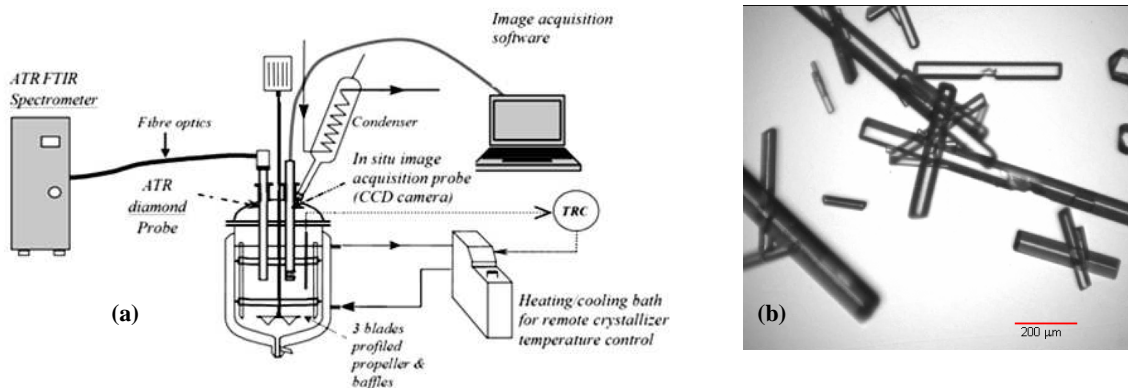 Image acquisition
software
ATR FTIR
Spectrometer
Fibre optics
Condenser
In situ image
acquisition probe
(CCD camera)
ATR
diamond
Probe
TRC
(a)
Heating/cooling bath
for remote crystallizer
temperature control
3 blades
profiled
propeller &
baffles
(b)
200 µm